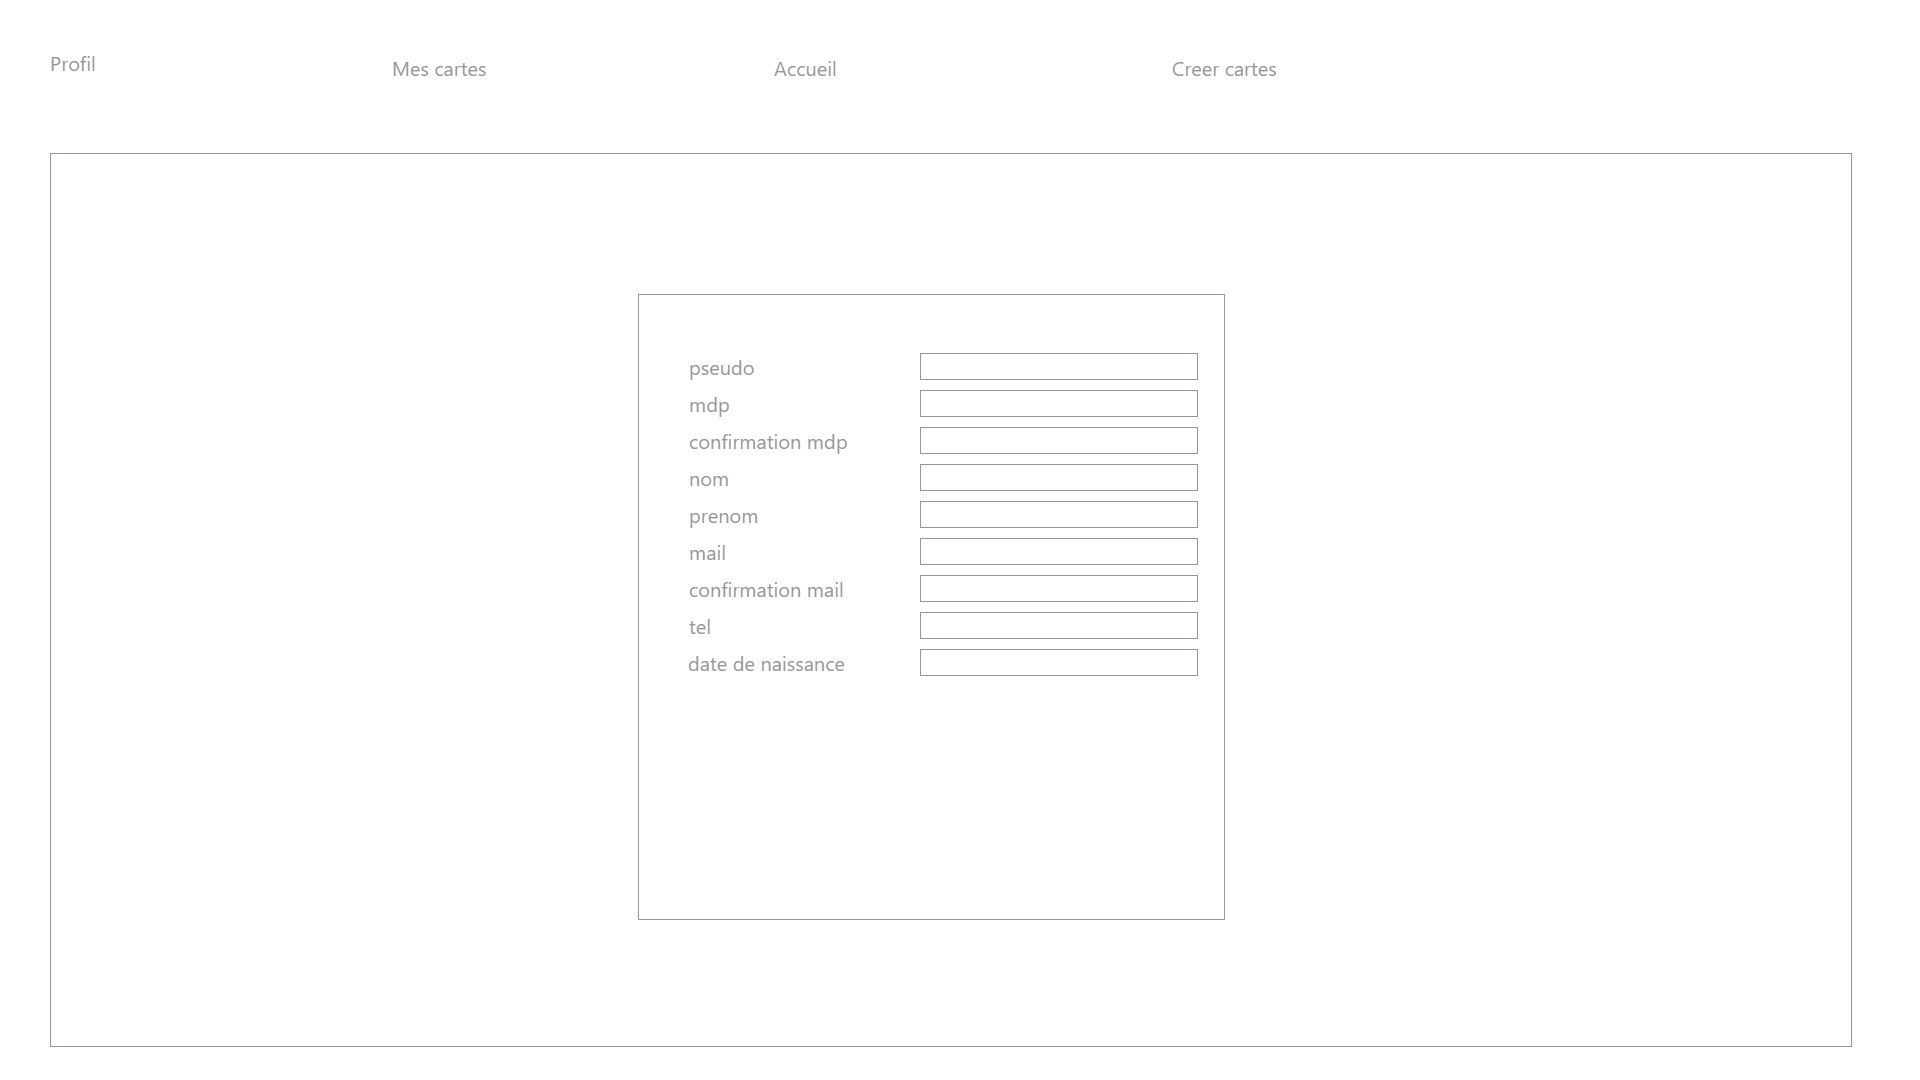 Profil
Mes cartes
Accueil
Creer cartes
pseudo
mdp
confirmation mdp
nom
prenom
mail
confirmation mail
tel
date de naissance